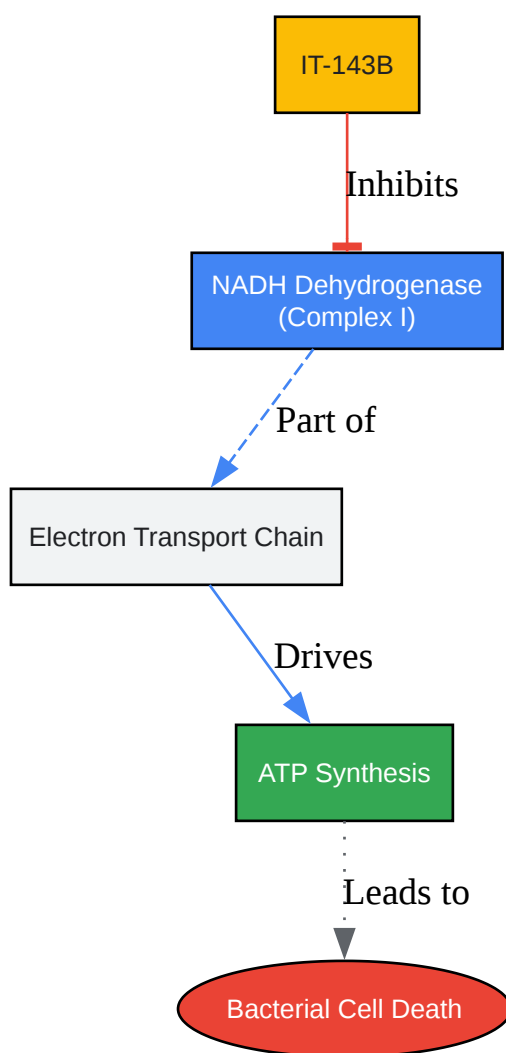 IT-143B
Inhibits
NADH Dehydrogenase
(Complex I)
Part of
Electron Transport Chain
Drives
ATP Synthesis
Leads to
Bacterial Cell Death